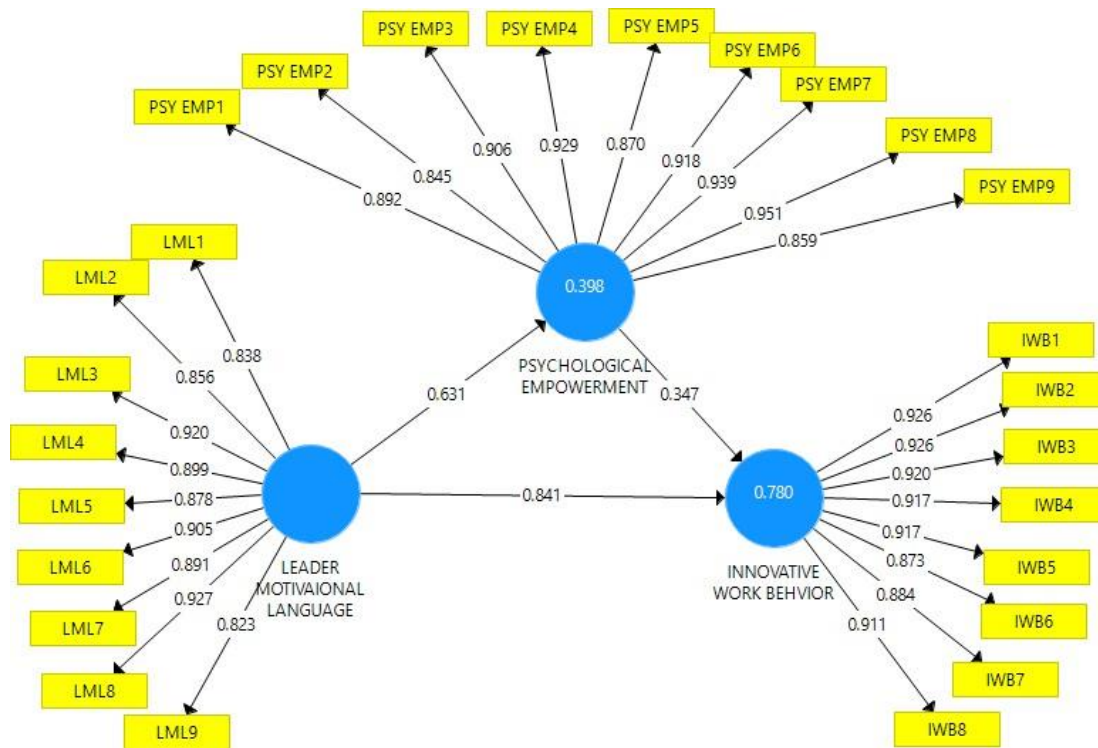 PSY EMP3
PSY EMP4
PSY EMP5
PSY EMP6
PSY EMP2
PSY EMP7
PSY EMP1
PSY EMP8
PSY EMP9
0.892
0.845
0.906
0.929
0.870
0.918
0.939
0.951
0.859
0.398
PSYCHOLOGICAL
EMPOWERMENT
LML1
LML2
LML3
LML4
LML5
LML6
LML7
LML8
LML9
0.838
0.856
0.920
0.899
0.878
0.905
0.891
0.927
0.823
LEADER
MOTIVAIONAL
LANGUAGE
0.631
0.347
0.841
0.780
INNOVATIVE
WORK BEHVIOR
0.926
0.926
0.920
0.917
0.917
0.873
0.884
0.911
IWB1
IWB2
IWB3
IWB4
IWB5
IWB6
IWB7
IWB8